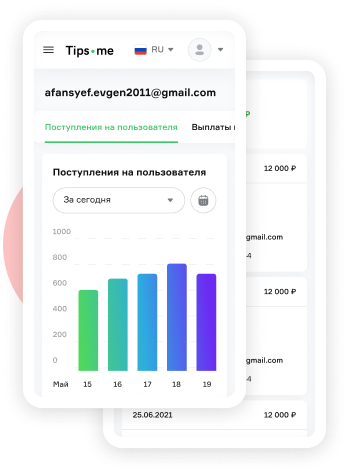 Tips•me RU
afansyef.evgen2011@gmail.com
Поступления на пользователя Выплаты
Поступления на пользователя
За сегодня
1000
800
600
400
200
0
Май 15 16 17 18 19
₽
12 000 ₽
gmail.com
4
12 000 ₽
gmail.com
4
25.06.2021 12 000 ₽